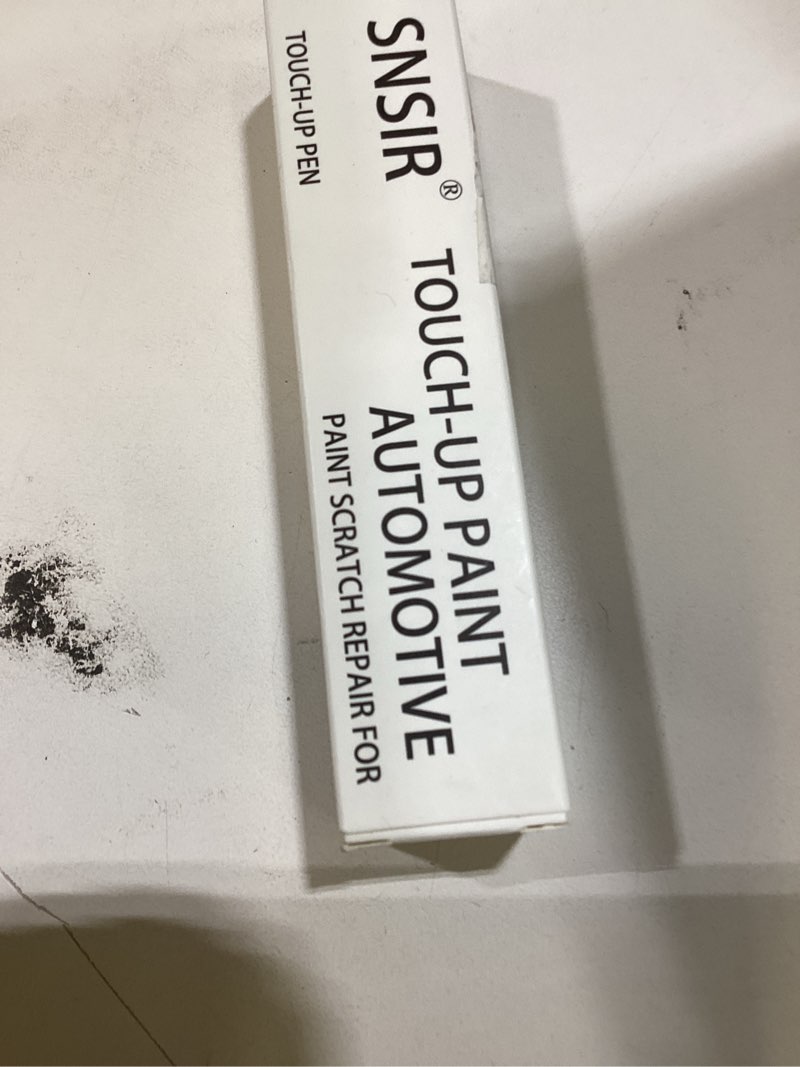 SNSIR®
TOUCH-UP PEN
TOUCH-UP PAINT
AUTOMOTIVE
PAINT SCRATCH REPAIR FOR